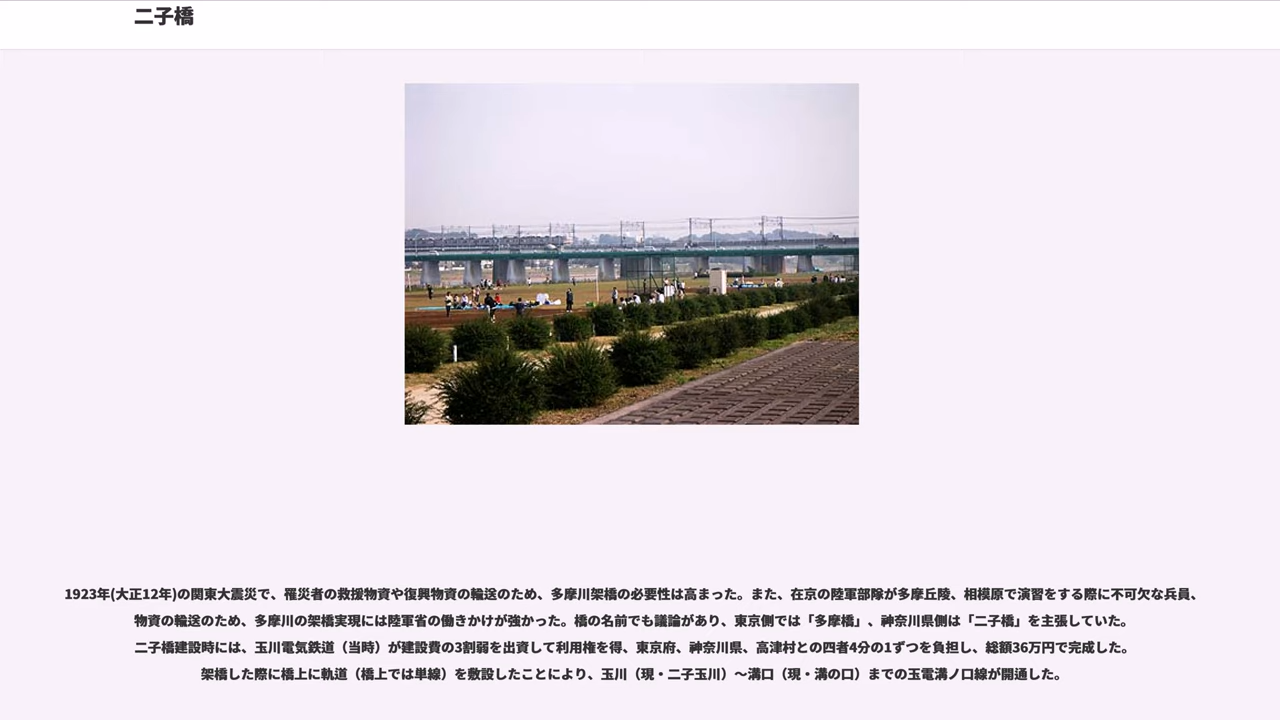 二子橋
1923年(大正12年)の関東大震災で、罹災者の救援物資や復興物資の輸送のため、多摩川架橋の必要性は高まった。また、在京の陸軍部隊が多摩丘陵、相模原で演習をする際に不可欠な兵員、
物資の輸送のため、多摩川の架橋実現には陸軍省の働きかけが強かった。橋の名前でも議論があり、東京側では「多摩橋」、神奈川県側は「二子橋」を主張していた。
二子橋建設時には、玉川電気鉄道（当時）が建設費の3割弱を出資して利用権を得、東京府、神奈川県、高津村との四者4分の1ずつを負担し、総額36万円で完成した。
架橋した際に橋上に軌道（橋上では単線）を敷設したことにより、玉川（現・二子玉川）〜溝口（現・溝の口）までの玉電溝ノ口線が開通した。